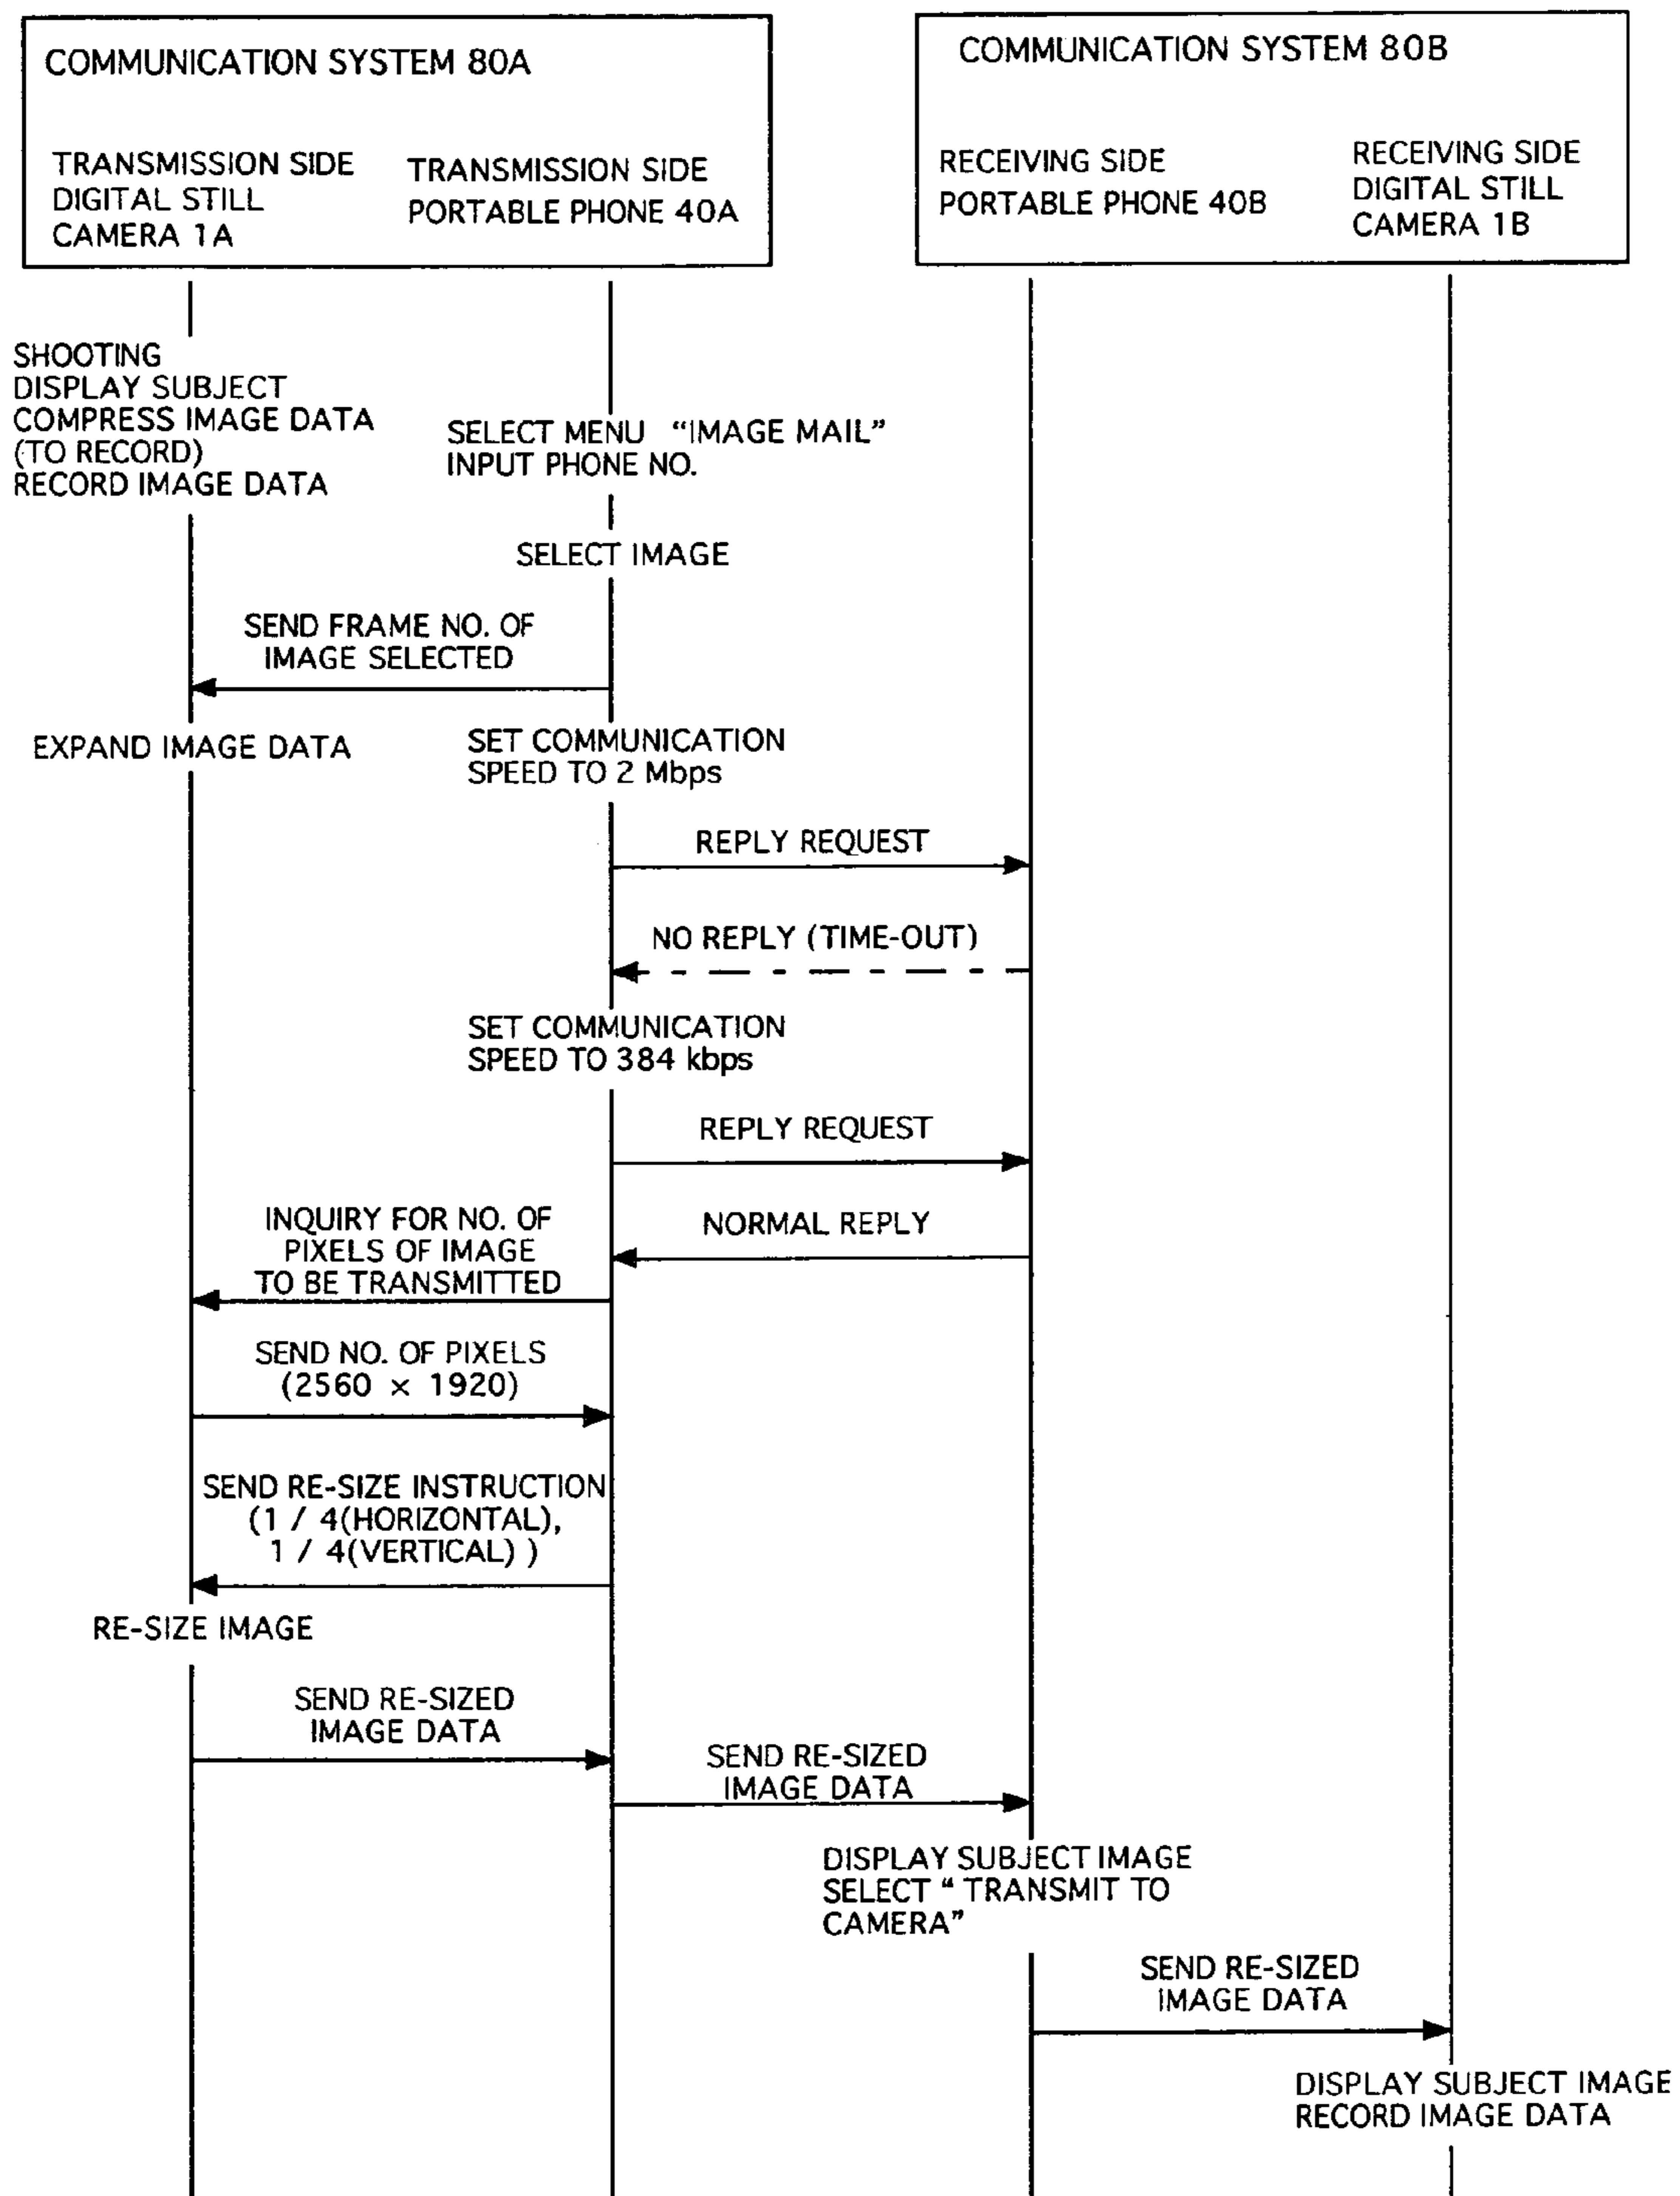 COMMUNICATION SYSTEM 80A
TRANSMISSION SIDE
DIGITAL STILL
CAMERA 1A
TRANSMISSION SIDE
PORTABLE PHONE 40A
COMMUNICATION SYSTEM 80B
RECEIVING SIDE
PORTABLE PHONE 40B
RECEIVING SIDE
DIGITAL STILL
CAMERA 1B
SHOOTING
DISPLAY SUBJECT
COMPRESS IMAGE DATA
(TO RECORD)
RECORD IMAGE DATA
SELECT MENU “IMAGE MAIL”
INPUT PHONE NO.
SELECT IMAGE
SEND FRAME NO. OF
IMAGE SELECTED
EXPAND IMAGE DATA
SET COMMUNICATION
SPEED TO 2 Mbps
REPLY REQUEST
NO REPLY (TIME-OUT)
SET COMMUNICATION
SPEED TO 384 kbps
REPLY REQUEST
NORMAL REPLY
INQUIRY FOR NO. OF
PIXELS OF IMAGE
TO BE TRANSMITTED
SEND NO. OF PIXELS
(2560 × 1920)
SEND RE-SIZE INSTRUCTION
(1 / 4(HORIZONTAL),
1 / 4(VERTICAL) )
RE-SIZE IMAGE
SEND RE-SIZED
IMAGE DATA
SEND RE-SIZED
IMAGE DATA
DISPLAY SUBJECT IMAGE
SELECT “ TRANSMIT TO
CAMERA”
SEND RE-SIZED
IMAGE DATA
DISPLAY SUBJECT IMAGE
RECORD IMAGE DATA